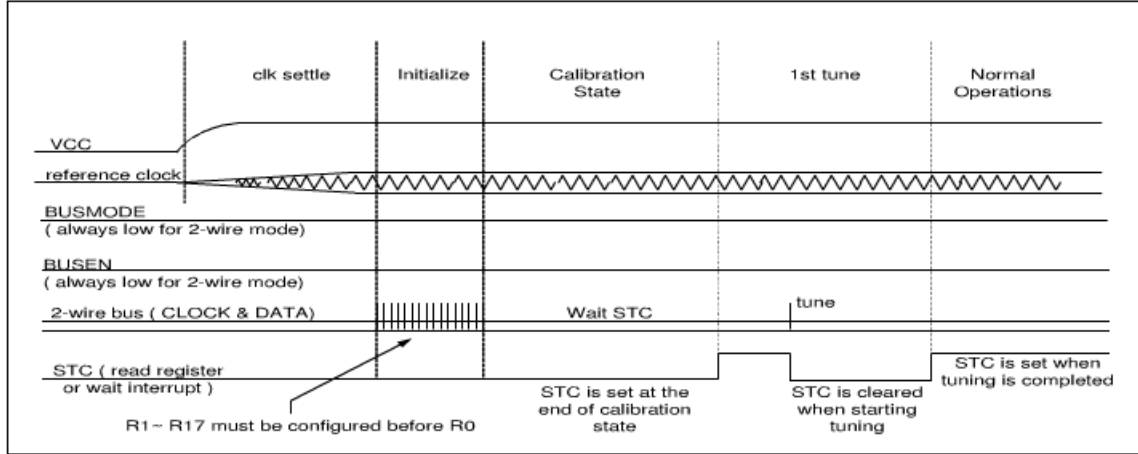 clk settle
Initialize
Calibration
State
1st tune
Normal
Operations
VCC
reference clock
BUSMODE
( always low for 2-wire mode)
BUSEN
( always low for 2-wire mode)
2-wire bus ( CLOCK & DATA)
Wait STC
tune
STC ( read register
or wait interrupt )
STC is set at the
end of calibration
state
STC is cleared
when starting
tuning
STC is set when
tuning is completed
R1~ R17 must be configured before R0